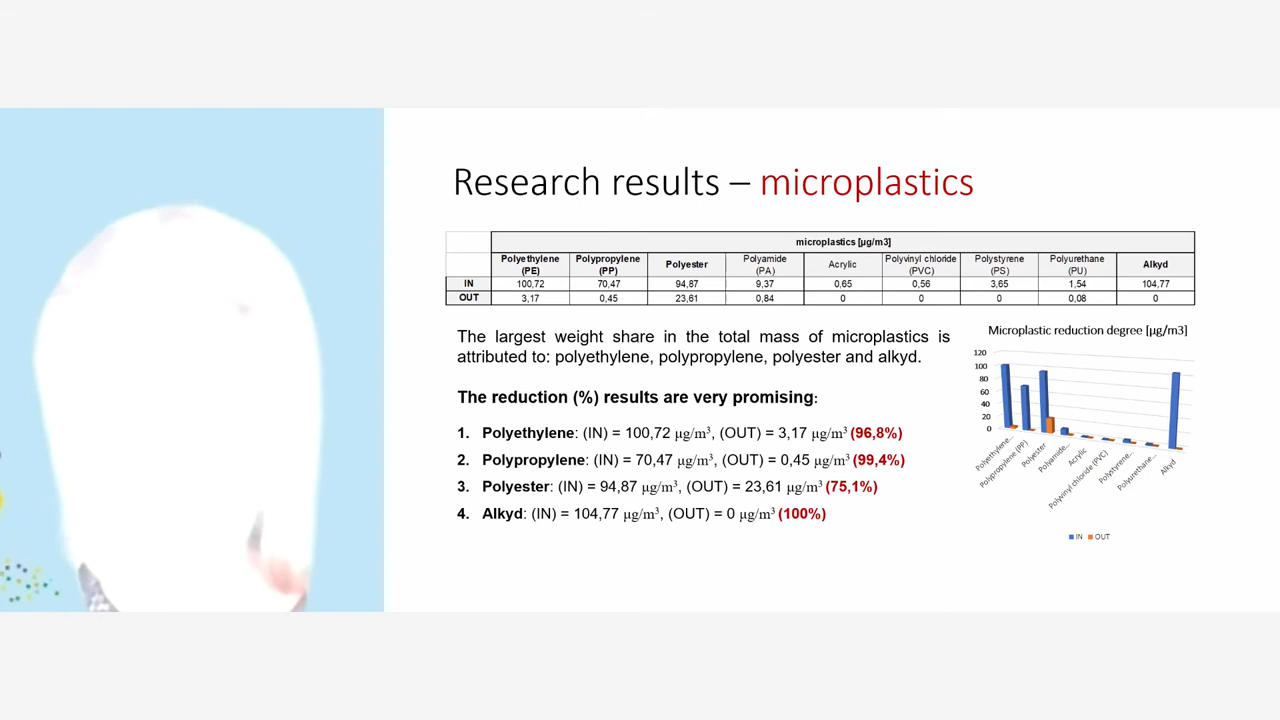 Research results – microplastics
microplastics [µg/m3]
Polyethylene (PE) Polypropylene (PP) Polyester Polyamide (PA) Acrylic Polyvinyl chloride (PVC) Polystyrene (PS) Polyurethane (PU) Alkyd
IN 100,72 70,47 94,87 9,37 0,65 0,56 3,65 1,54 104,77
OUT 3,17 0,45 23,61 0,84 0 0 0 0,08 0
The largest weight share in the total mass of microplastics is
attributed to: polyethylene, polypropylene, polyester and alkyd.
The reduction (%) results are very promising:
1. Polyethylene: (IN) = 100,72 µg/m³, (OUT) = 3,17 µg/m³ (96,8%)
2. Polypropylene: (IN) = 70,47 µg/m³, (OUT) = 0,45 µg/m³ (99,4%)
3. Polyester: (IN) = 94,87 µg/m³, (OUT) = 23,61 µg/m³ (75,1%)
4. Alkyd: (IN) = 104,77 µg/m³, (OUT) = 0 µg/m³ (100%)
Microplastic reduction degree [µg/m3]
120
100
80
60
40
20
0
Polyethylene...
Polypropylene (PP)
Polyester
Polyamide...
Acrylic
Polyvinyl chloride (PVC)
Polystyrene...
Polyurethane...
Alkyd
IN OUT